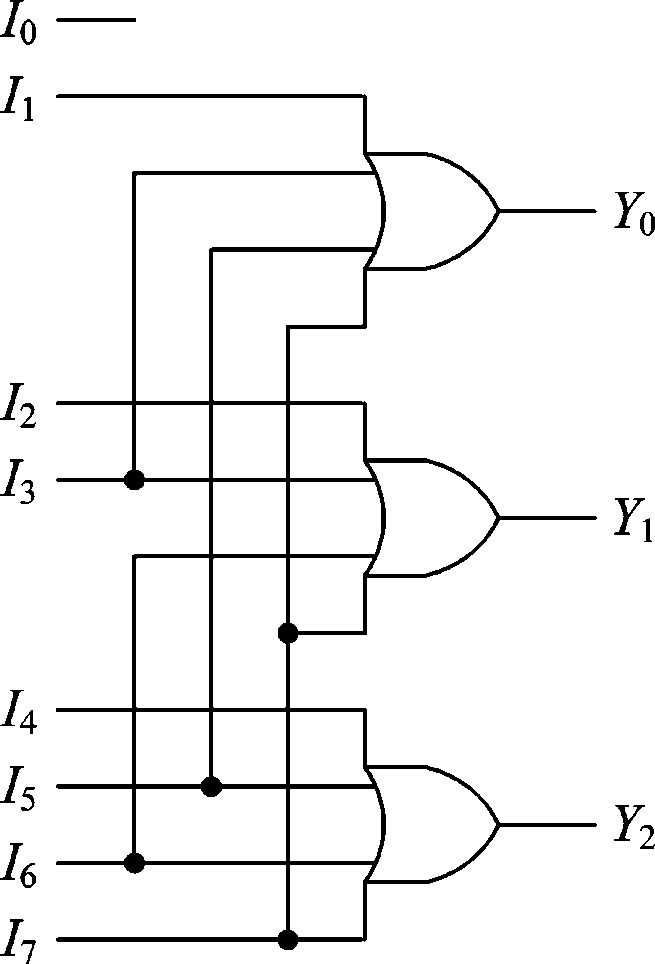 I₀
I₁
Y₀
I₂
I₃
Y₁
I₄
I₅
Y₂
I₆
I₇